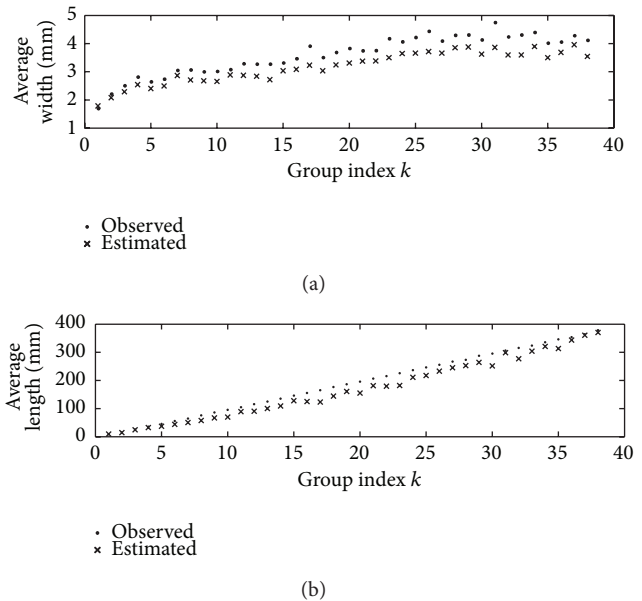 5
4
3
2
1
Average
width (mm)
0 5 10 15 20 25 30 35 40
Group index k
Observed
Estimated
(a)
400
300
200
100
0
Average
length (mm)
0 5 10 15 20 25 30 35 40
Group index k
Observed
Estimated
(b)